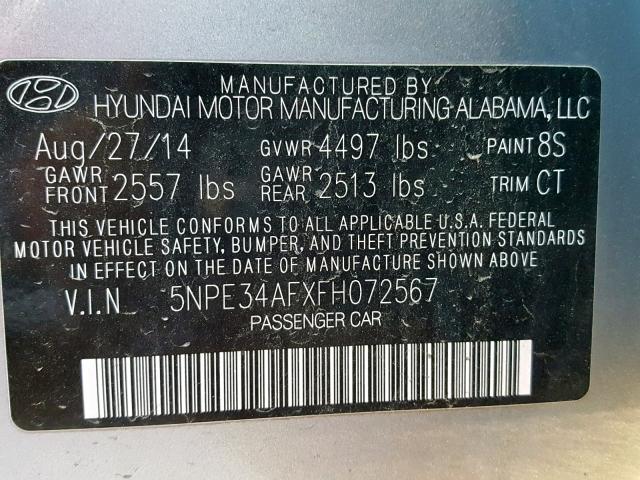 MANUFACTURED BY
HYUNDAI MOTOR MANUFACTURING ALABAMA, LLC
Aug/27/14 GVWR 4497 lbs PAINT 8S
GAWR FRONT 2557 lbs GAWR REAR 2513 lbs TRIM CT
THIS VEHICLE CONFORMS TO ALL APPLICABLE U.S.A. FEDERAL
MOTOR VEHICLE SAFETY, BUMPER, AND THEFT PREVENTION STANDARDS
IN EFFECT ON THE DATE OF MANUFACTURE SHOWN ABOVE
V.I.N 5NPE34AFXFH072567
PASSENGER CAR